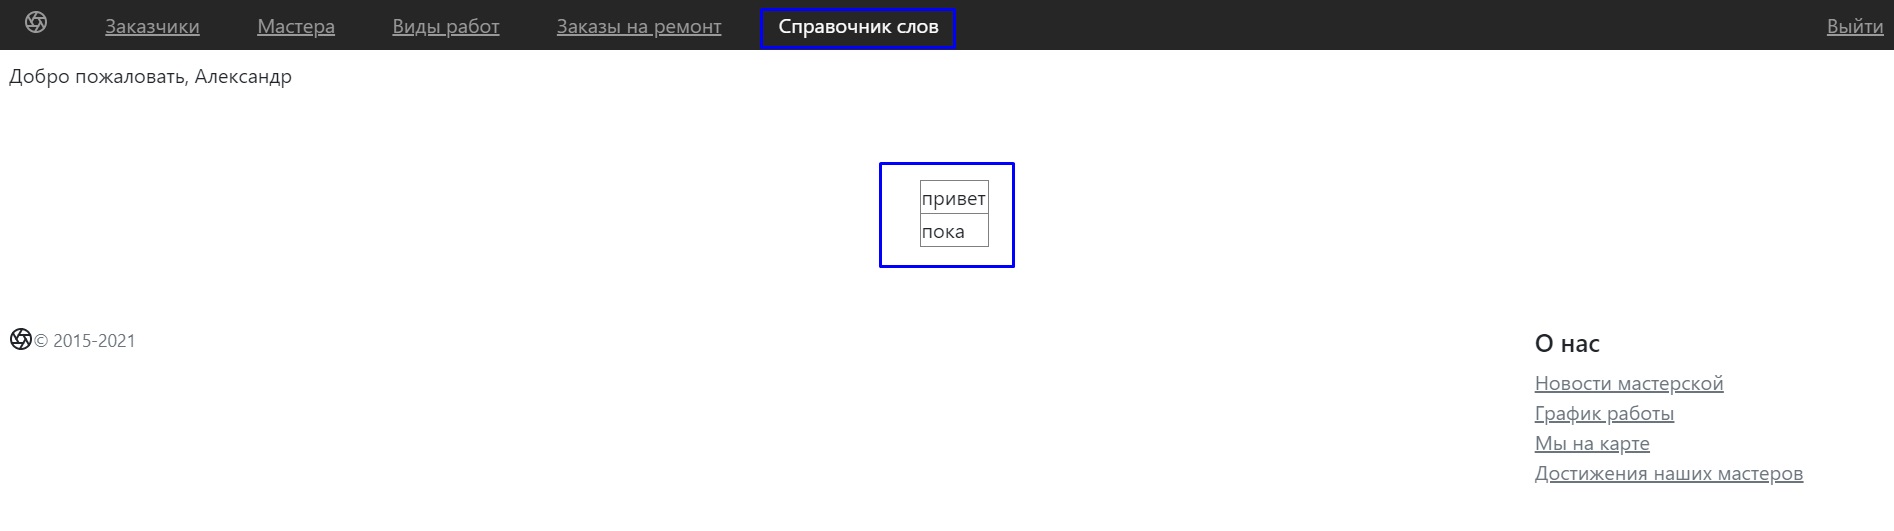 Заказчики Мастера Виды работ Заказы на ремонт Справочник слов Выйти
Добро пожаловать, Александр
привет
пока
© 2015-2021
О нас
Новости мастерской
График работы
Мы на карте
Достижения наших мастеров